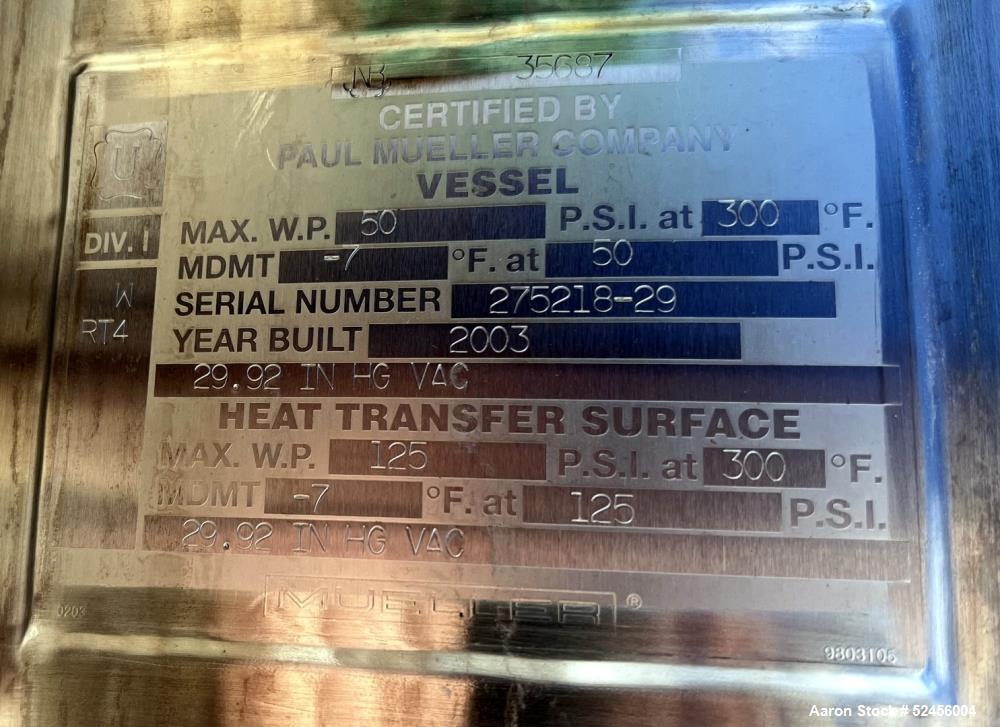 NB 35687
CERTIFIED BY
PAUL MUELLER COMPANY
VESSEL
U
DIV. I
W
RT4
MAX. W.P. 50 P.S.I. at 300 °F.
MDMT -7 °F. at 50 P.S.I.
SERIAL NUMBER 275218-29
YEAR BUILT 2003
29.92 IN HG VAC
HEAT TRANSFER SURFACE
MAX. W.P. 125 P.S.I. at 300 °F.
MDMT -7 °F. at 125 P.S.I.
29.92 IN HG VAC
MUELLER ®
0203
9803105
Aaron Stock # 52456004